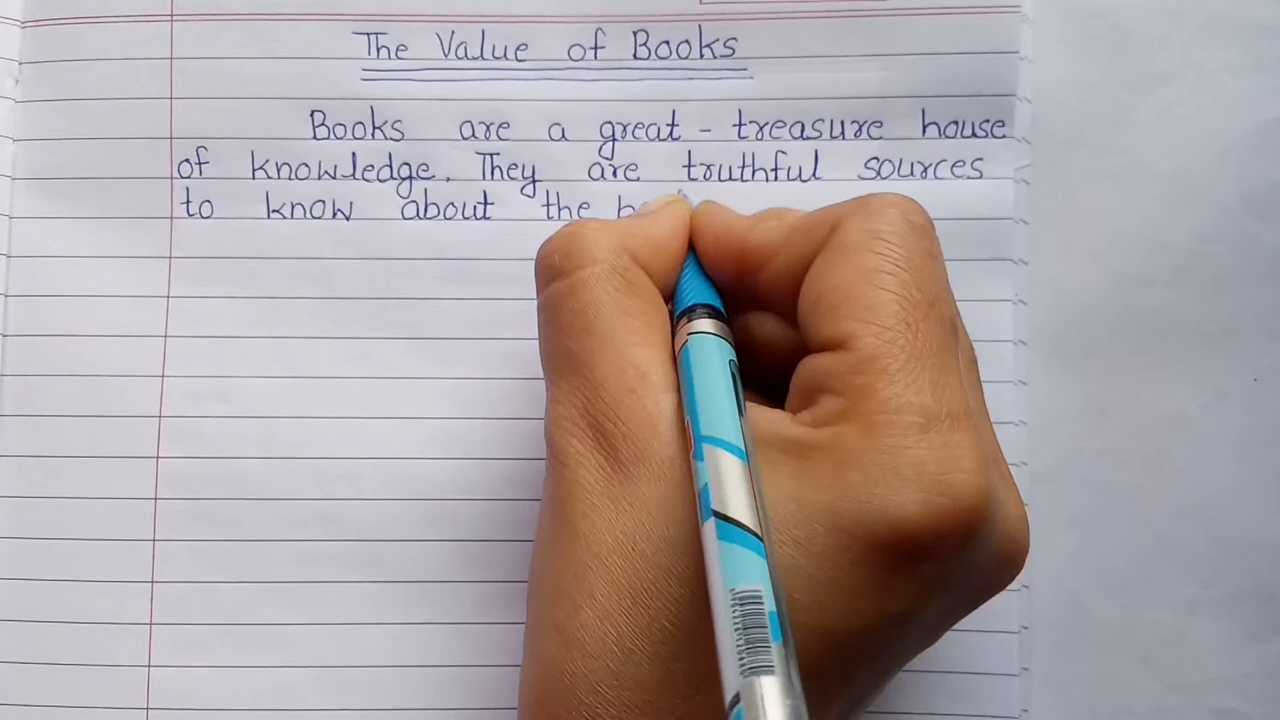 The Value of Books
Books are a great - treasure house
of knowledge. They are truthful sources
to know about the